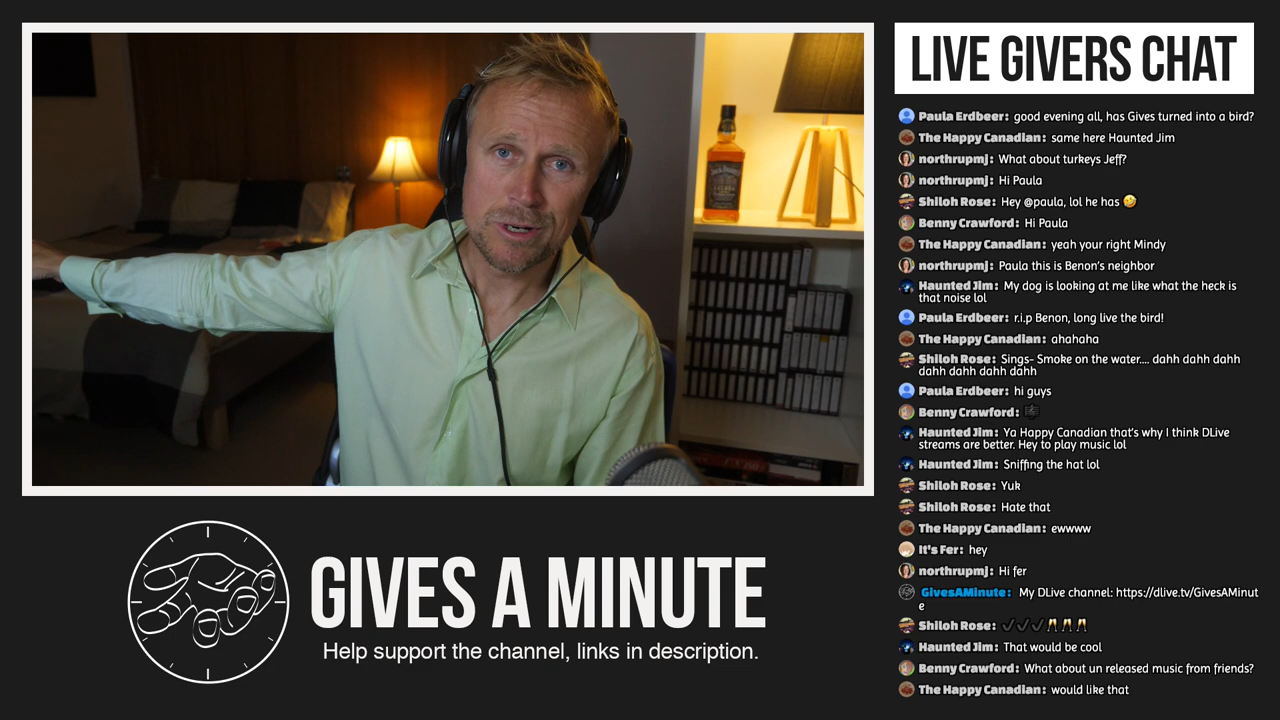 LIVE GIVERS CHAT
Paula Erdbeer: good evening all, has Gives turned into a bird?
The Happy Canadian: same here Haunted Jim
northrupmj: What about turkeys Jeff?
northrupmj: Hi Paula
Shiloh Rose: Hey @paula, lol he has 🤣
Benny Crawford: Hi Paula
The Happy Canadian: yeah your right Mindy
northrupmj: Paula this is Benon's neighbor
Haunted Jim: My dog is looking at me like what the heck is
that noise lol
Paula Erdbeer: r.i.p Benon, long live the bird!
The Happy Canadian: ahahaha
Shiloh Rose: Sings- Smoke on the water.... dahh dahh dahh
dahh dahh dahh dahh
Paula Erdbeer: hi guys
Benny Crawford:
Haunted Jim: Ya Happy Canadian that's why I think DLive
streams are better. Hey to play music lol
Haunted Jim: Sniffing the hat lol
Shiloh Rose: Yuk
Shiloh Rose: Hate that
The Happy Canadian: ewwww
It's Fer: hey
northrupmj: Hi fer
GivesAMinute: My DLive channel: https://dlive.tv/GivesAMinut
e
Shiloh Rose: ✔✔✔🥂🥂🥂
Haunted Jim: That would be cool
Benny Crawford: What about un released music from friends?
The Happy Canadian: would like that
GIVES A MINUTE
Help support the channel, links in description.